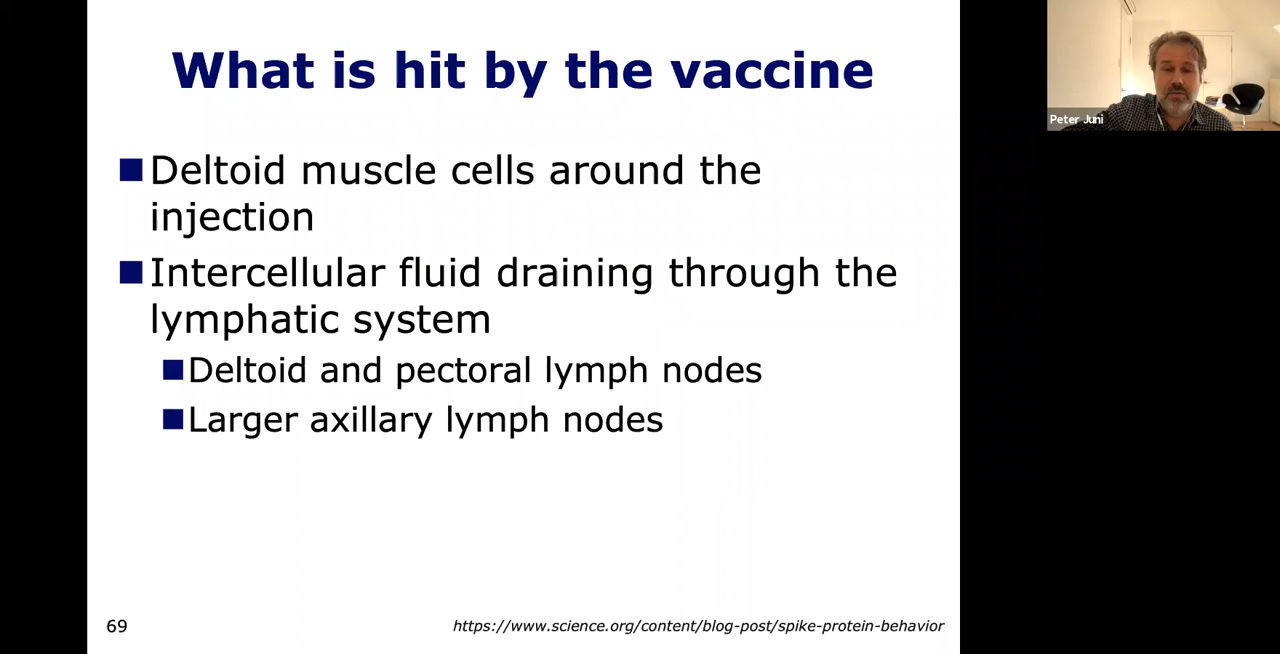 What is hit by the vaccine
Peter Juni
Deltoid muscle cells around the
injection
Intercellular fluid draining through the
lymphatic system
Deltoid and pectoral lymph nodes
Larger axillary lymph nodes
69
https://www.science.org/content/blog-post/spike-protein-behavior